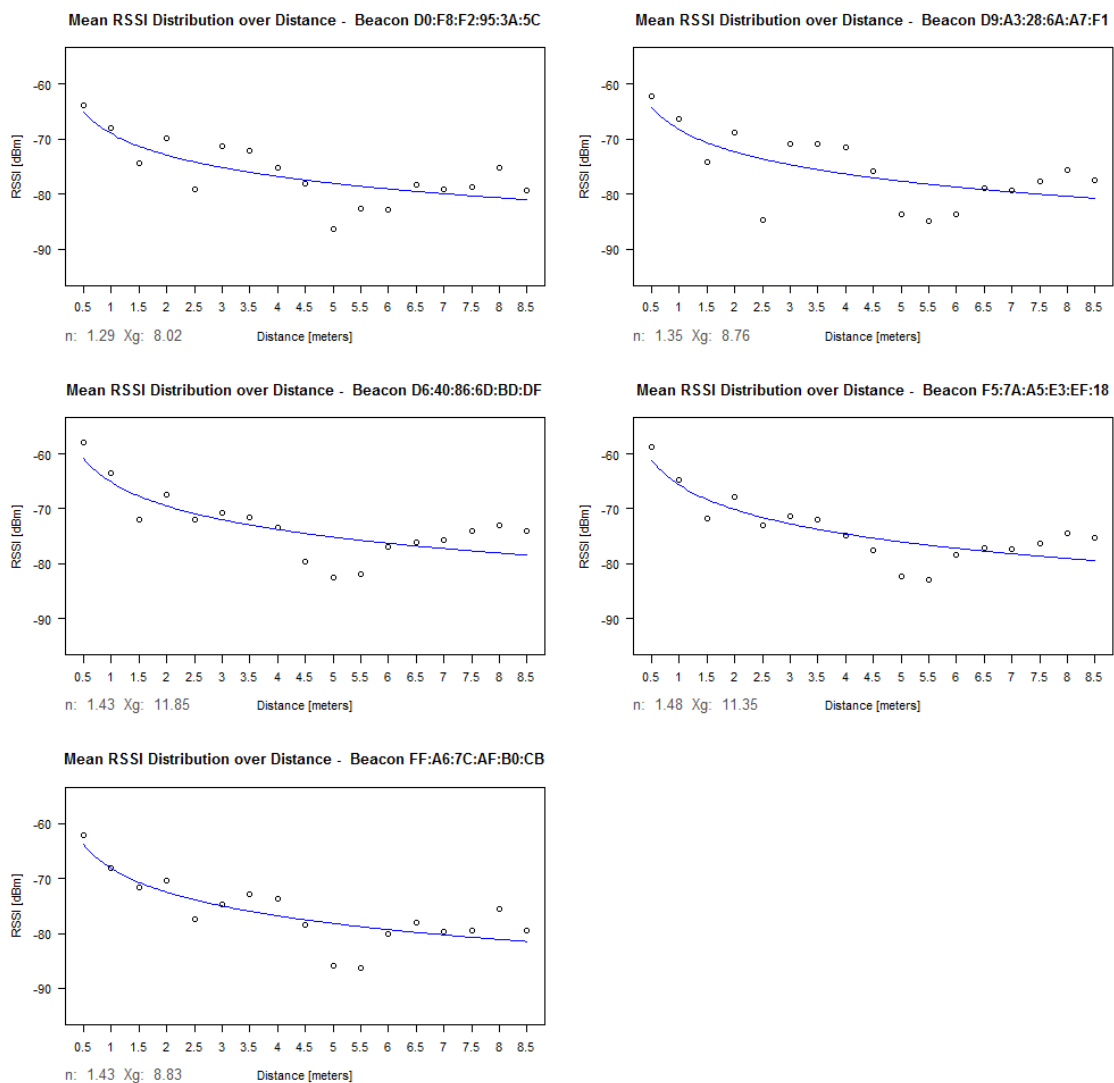 Mean RSSI Distribution over Distance - Beacon D0:F8:F2:95:3A:5C
RSSI [dBm]
-60
-70
-80
-90
0.5 1 1.5 2 2.5 3 3.5 4 4.5 5 5.5 6 6.5 7 7.5 8 8.5
n: 1.29 Xg: 8.02 Distance [meters]
Mean RSSI Distribution over Distance - Beacon D9:A3:28:6A:A7:F1
RSSI [dBm]
-60
-70
-80
-90
0.5 1 1.5 2 2.5 3 3.5 4 4.5 5 5.5 6 6.5 7 7.5 8 8.5
n: 1.35 Xg: 8.76 Distance [meters]
Mean RSSI Distribution over Distance - Beacon D6:40:86:6D:BD:DF
RSSI [dBm]
-60
-70
-80
-90
0.5 1 1.5 2 2.5 3 3.5 4 4.5 5 5.5 6 6.5 7 7.5 8 8.5
n: 1.43 Xg: 11.85 Distance [meters]
Mean RSSI Distribution over Distance - Beacon F5:7A:A5:E3:EF:18
RSSI [dBm]
-60
-70
-80
-90
0.5 1 1.5 2 2.5 3 3.5 4 4.5 5 5.5 6 6.5 7 7.5 8 8.5
n: 1.48 Xg: 11.35 Distance [meters]
Mean RSSI Distribution over Distance - Beacon FF:A6:7C:AF:B0:CB
RSSI [dBm]
-60
-70
-80
-90
0.5 1 1.5 2 2.5 3 3.5 4 4.5 5 5.5 6 6.5 7 7.5 8 8.5
n: 1.43 Xg: 8.83 Distance [meters]